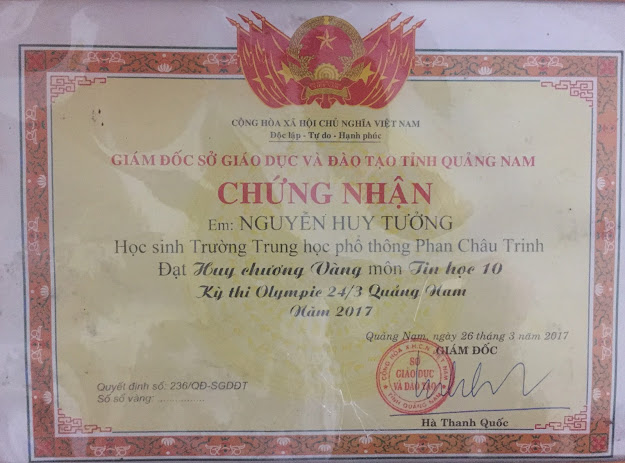 CỘNG HÒA XÃ HỘI CHỦ NGHĨA VIỆT NAM
Độc lập - Tự do - Hạnh phúc
GIÁM ĐỐC SỞ GIÁO DỤC VÀ ĐÀO TẠO TỈNH QUẢNG NAM
CHỨNG NHẬN
Em: NGUYỄN HUY TƯỞNG
Học sinh Trường Trung học phổ thông Phan Châu Trinh
Đạt Huy chương Vàng môn Tin học 10
Kỳ thi Olympic 24/3 Quảng Nam
Năm 2017
Quảng Nam, ngày 26 tháng 3 năm 2017
GIÁM ĐỐC
SỞ
GIÁO DỤC
VÀ ĐÀO TẠO
TỈNH QUẢNG NAM
Quyết định số: 236/QĐ-SGDĐT
Số sổ vàng: ...............
Hà Thanh Quốc